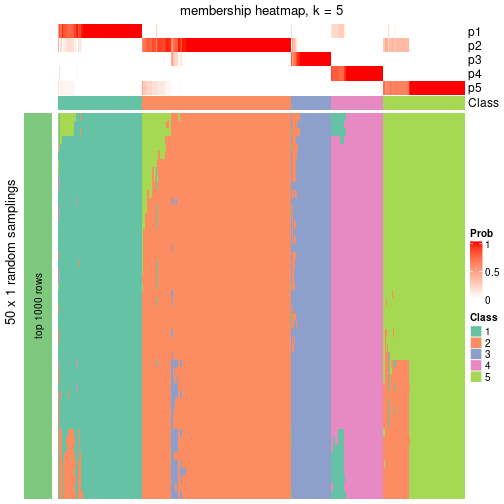 membership heatmap, k = 5
p1
p2
p3
p4
p5
Class
50 x 1 random samplings
top 1000 rows
Prob
1
0.5
0
Class
1
2
3
4
5